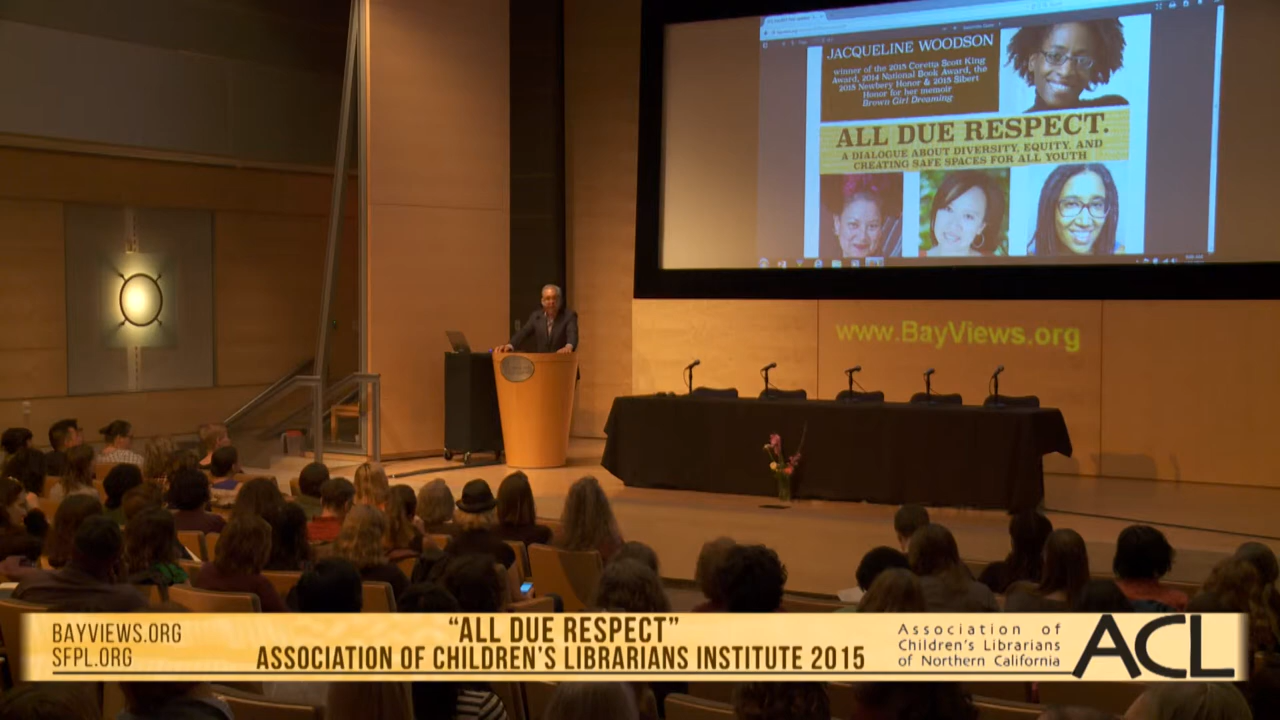 JACQUELINE WOODSON
winner of the 2015 Coretta Scott King
Award, 2014 National Book Award, the
2015 Newbery Honor & 2015 Sibert
Honor for her memoir
Brown Girl Dreaming
ALL DUE RESPECT.
A DIALOGUE ABOUT DIVERSITY, EQUITY, AND
CREATING SAFE SPACES FOR ALL YOUTH
www.BayViews.org
BAYVIEWS.ORG
SFPL.ORG
“ALL DUE RESPECT”
ASSOCIATION OF CHILDREN’S LIBRARIANS INSTITUTE 2015
Association of
Children's Librarians
of Northern California
ACL